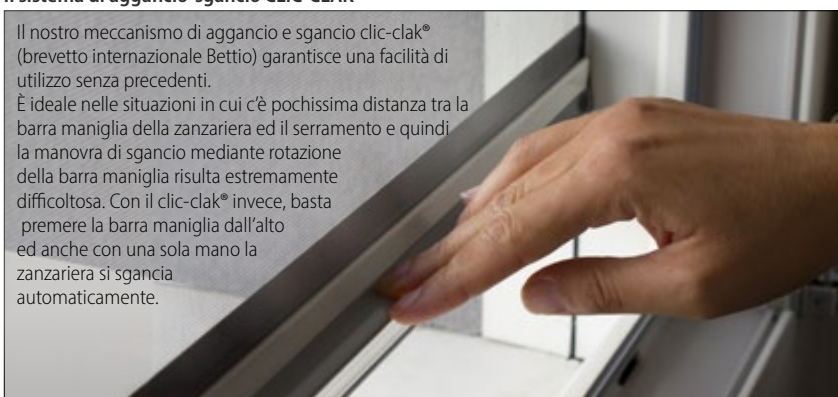 Il nostro meccanismo di aggancio e sgancio clic-clak®
(brevetto internazionale Bettio) garantisce una facilità di
utilizzo senza precedenti.
È ideale nelle situazioni in cui c'è pochissima distanza tra la
barra maniglia della zanzariera ed il serramento e quindi
la manovra di sgancio mediante rotazione
della barra maniglia risulta estremamente
difficoltosa. Con il clic-clak® invece, basta
premere la barra maniglia dall'alto
ed anche con una sola mano la
zanzariera si sgancia
automaticamente.